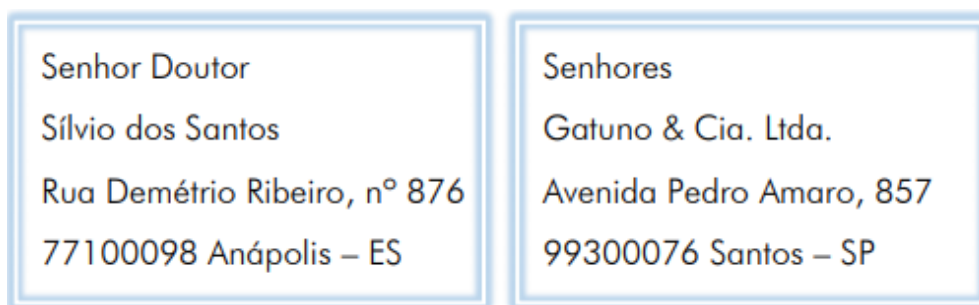 Senhor Doutor
Sílvio dos Santos
Rua Demétrio Ribeiro, nº 876
77100098 Anápolis – ES
Senhores
Gatuno & Cia. Ltda.
Avenida Pedro Amaro, 857
99300076 Santos – SP